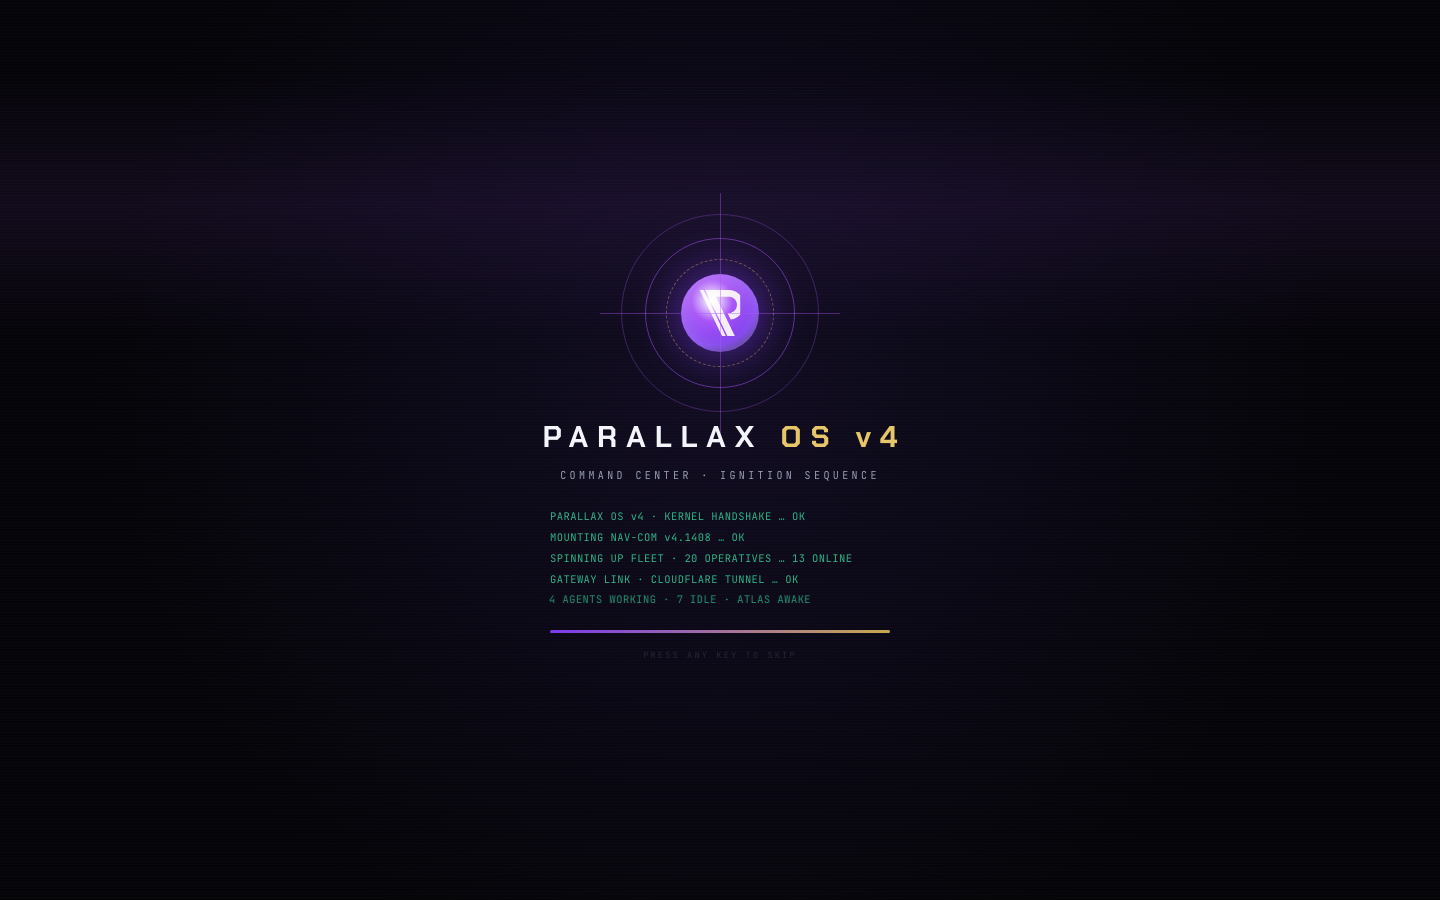 PARALLAX OS v4
COMMAND CENTER · IGNITION SEQUENCE
PARALLAX OS v4 · KERNEL HANDSHAKE … OK
MOUNTING NAV-COM v4.1408 … OK
SPINNING UP FLEET · 20 OPERATIVES … 13 ONLINE
GATEWAY LINK · CLOUDFLARE TUNNEL … OK
4 AGENTS WORKING · 7 IDLE · ATLAS AWAKE
PRESS ANY KEY TO SKIP